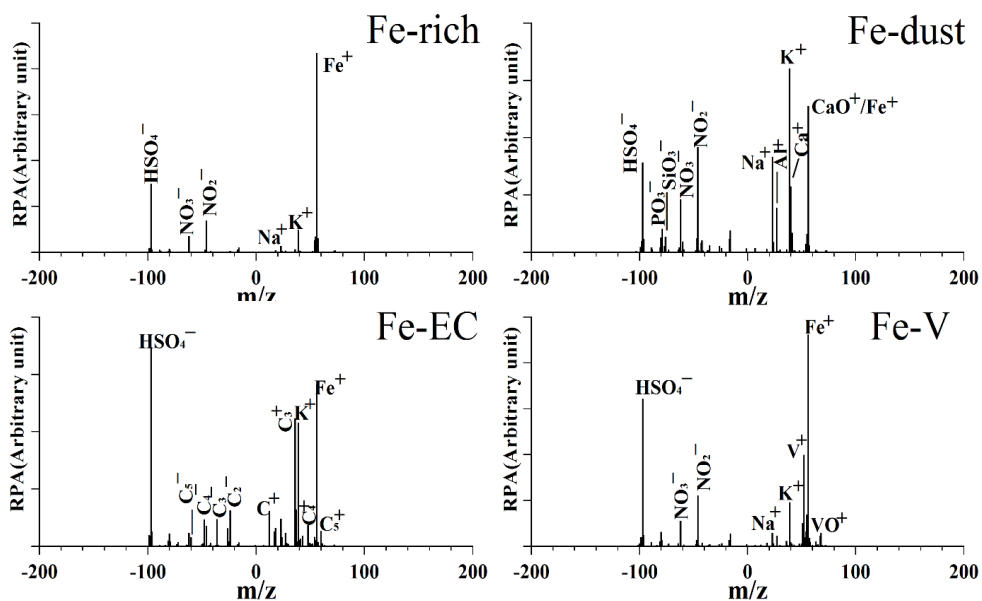 Fe-rich
RPA(Arbitrary unit)
HSO₄⁻
NO₃⁻
NO₂⁻
Na⁺
K⁺
Fe⁺
-200 -100 0 100 200
m/z
Fe-dust
RPA(Arbitrary unit)
HSO₄⁻
PO₃⁻
SiO₃⁻
NO₃⁻
NO₂⁻
Na⁺
Al⁺
K⁺
Ca⁺
CaO⁺/Fe⁺
-200 -100 0 100 200
m/z
Fe-EC
RPA(Arbitrary unit)
HSO₄⁻
C₅⁻
C₄⁻
C₃⁻
C₂⁻
C⁺
C₃⁺
K⁺
C₄⁺
Fe⁺
C₅⁺
-200 -100 0 100 200
m/z
Fe-V
RPA(Arbitrary unit)
HSO₄⁻
NO₃⁻
NO₂⁻
Na⁺
K⁺
V⁺
Fe⁺
VO⁺
-200 -100 0 100 200
m/z